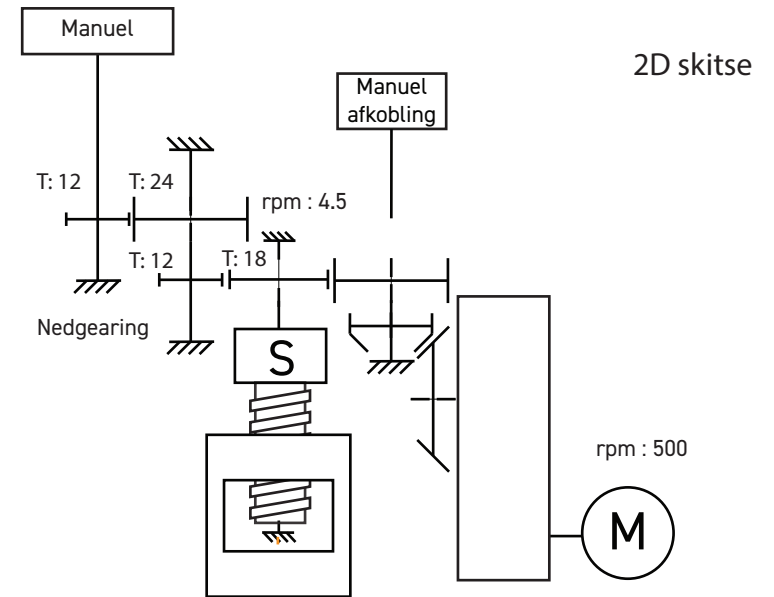 Manuel
2D skitse
Manuel
afkobling
T: 12
T: 24
rpm : 4.5
T: 12
T: 18
Nedgearing
S
rpm : 500
M